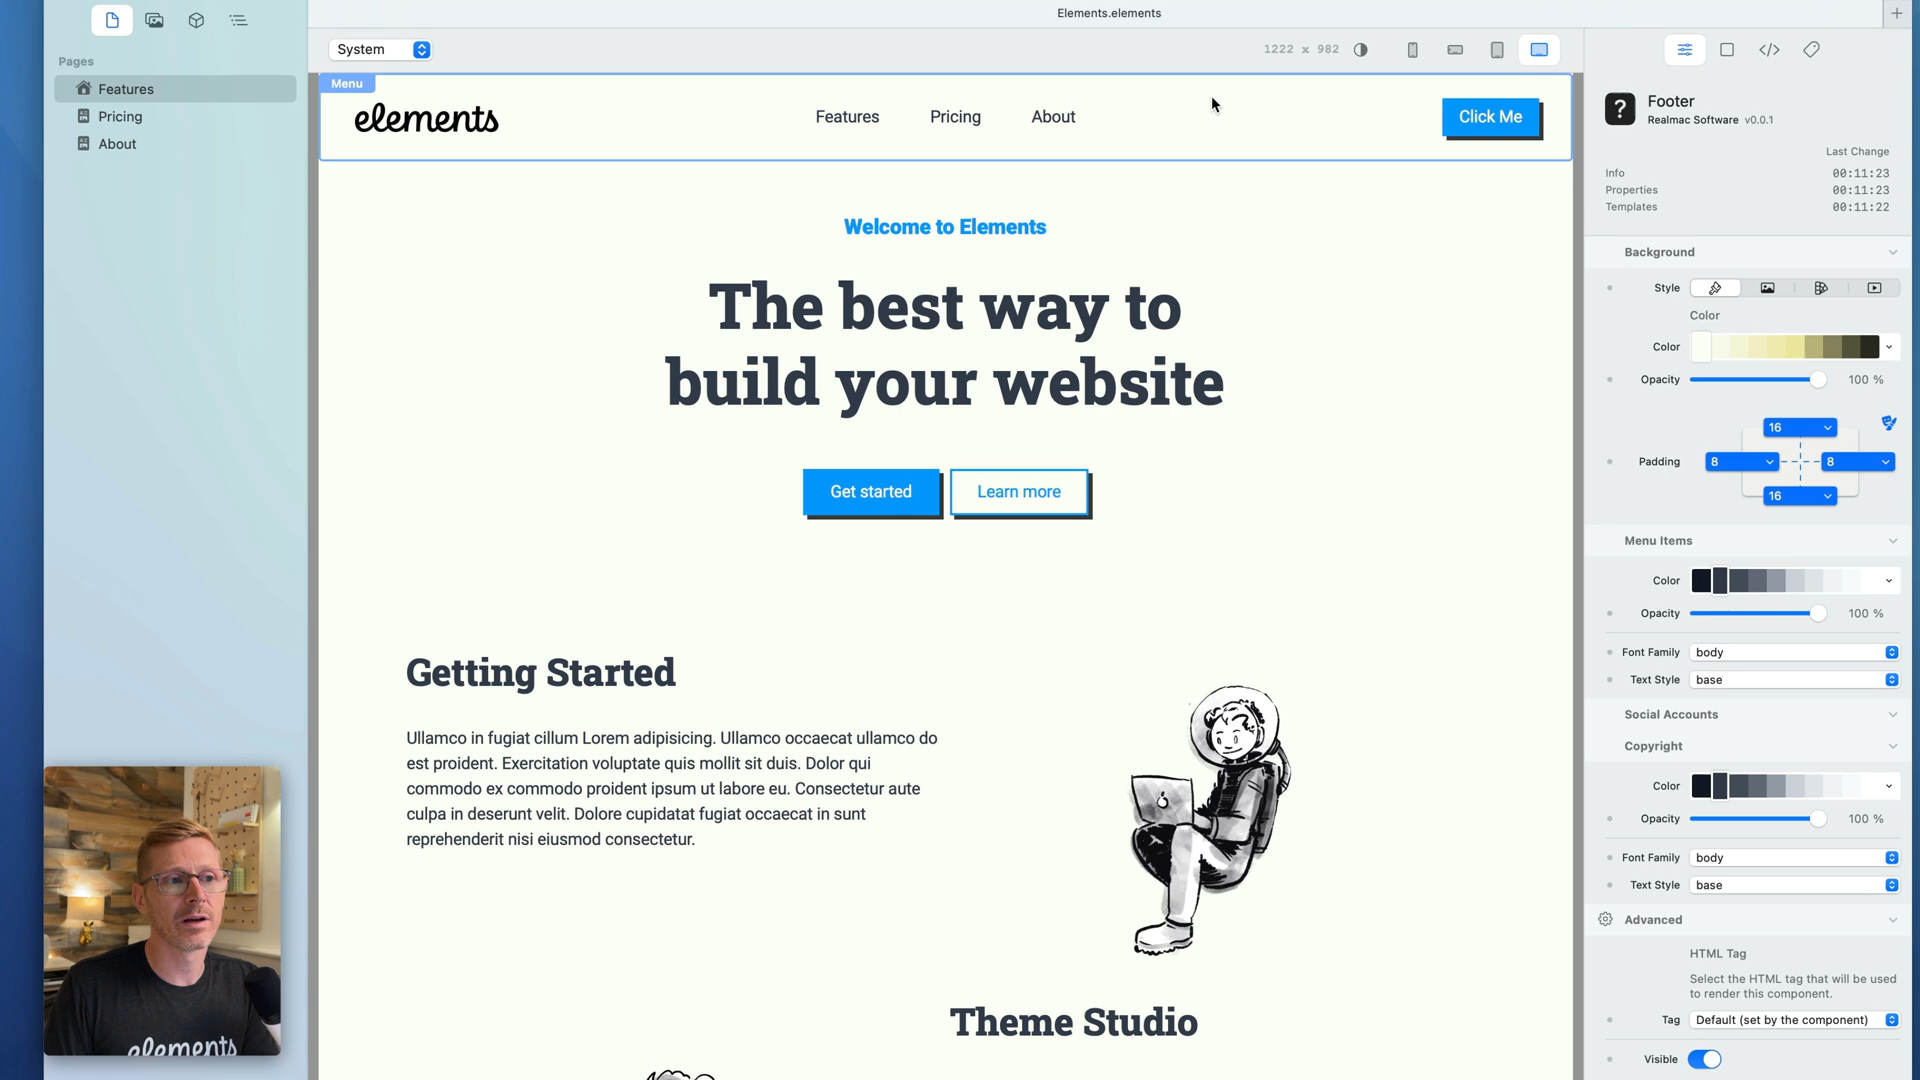 Elements.elements
System
1222 x 982
Pages
Features
Pricing
About
Menu
elements
Features
Pricing
About
Click Me
Welcome to Elements
The best way to
build your website
Get started
Learn more
Getting Started
Ullamco in fugiat cillum Lorem adipisicing. Ullamco occaecat ullamco do
est proident. Exercitation voluptate quis mollit sit duis. Dolor qui
commodo ex commodo proident ipsum ut labore eu. Consectetur aute
culpa in deserunt velit. Dolore cupidatat fugiat occaecat in sunt
reprehenderit nisi eiusmod consectetur.
Theme Studio
elements
?
Footer
Realmac Software v0.0.1
Last Change
Info 00:11:23
Properties 00:11:23
Templates 00:11:22
Background
Style
Color
Color
Opacity 100 %
16
Padding 8 8
16
Menu Items
Color
Opacity 100 %
Font Family body
Text Style base
Social Accounts
Copyright
Color
Opacity 100 %
Font Family body
Text Style base
Advanced
HTML Tag
Select the HTML tag that will be used
to render this component.
Tag Default (set by the component)
Visible